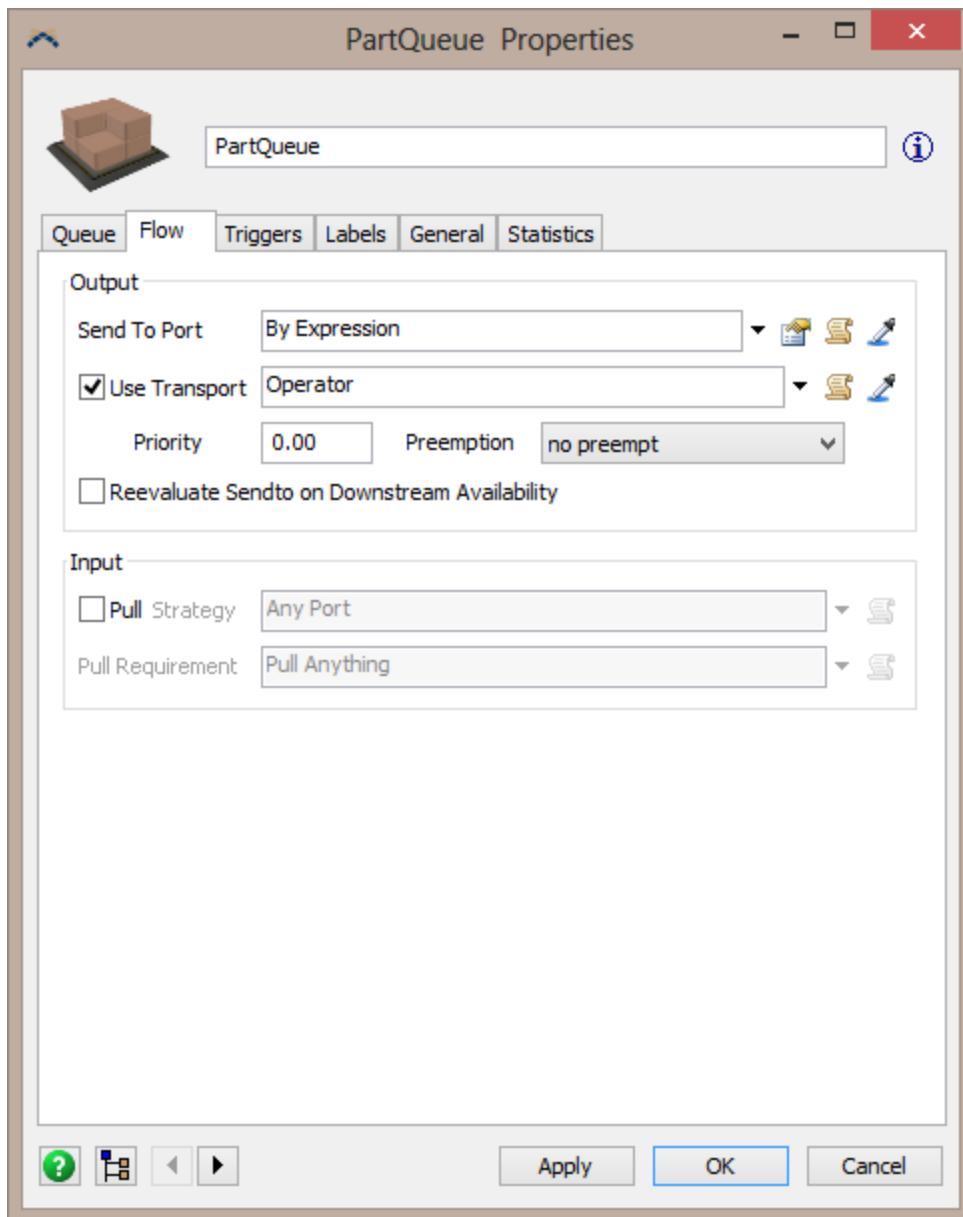 PartQueue Properties
PartQueue
Queue Flow Triggers Labels General Statistics
Output
Send To Port By Expression
Use Transport Operator
Priority 0.00 Preemption no preempt
Reevaluate Sendto on Downstream Availability
Input
Pull Strategy Any Port
Pull Requirement Pull Anything
Apply OK Cancel